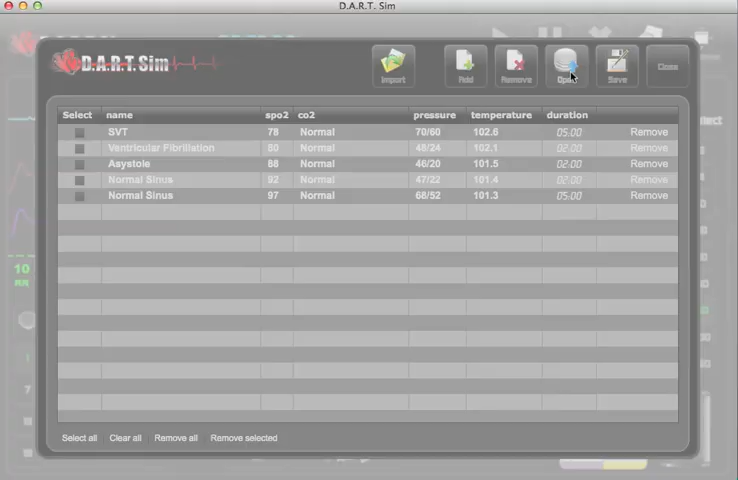 D.A.R.T. Sim
D.A.R.T. Sim
Import Add Remove Open Save Close
Select name spo2 co2 pressure temperature duration
SVT 78 Normal 70/60 102.6 05:00 Remove
Ventricular Fibrillation 80 Normal 48/24 102.1 02:00 Remove
Asystole 88 Normal 46/20 101.5 02:00 Remove
Normal Sinus 92 Normal 47/22 101.4 02:00 Remove
Normal Sinus 97 Normal 68/52 101.3 05:00 Remove
10
Select all Clear all Remove all Remove selected